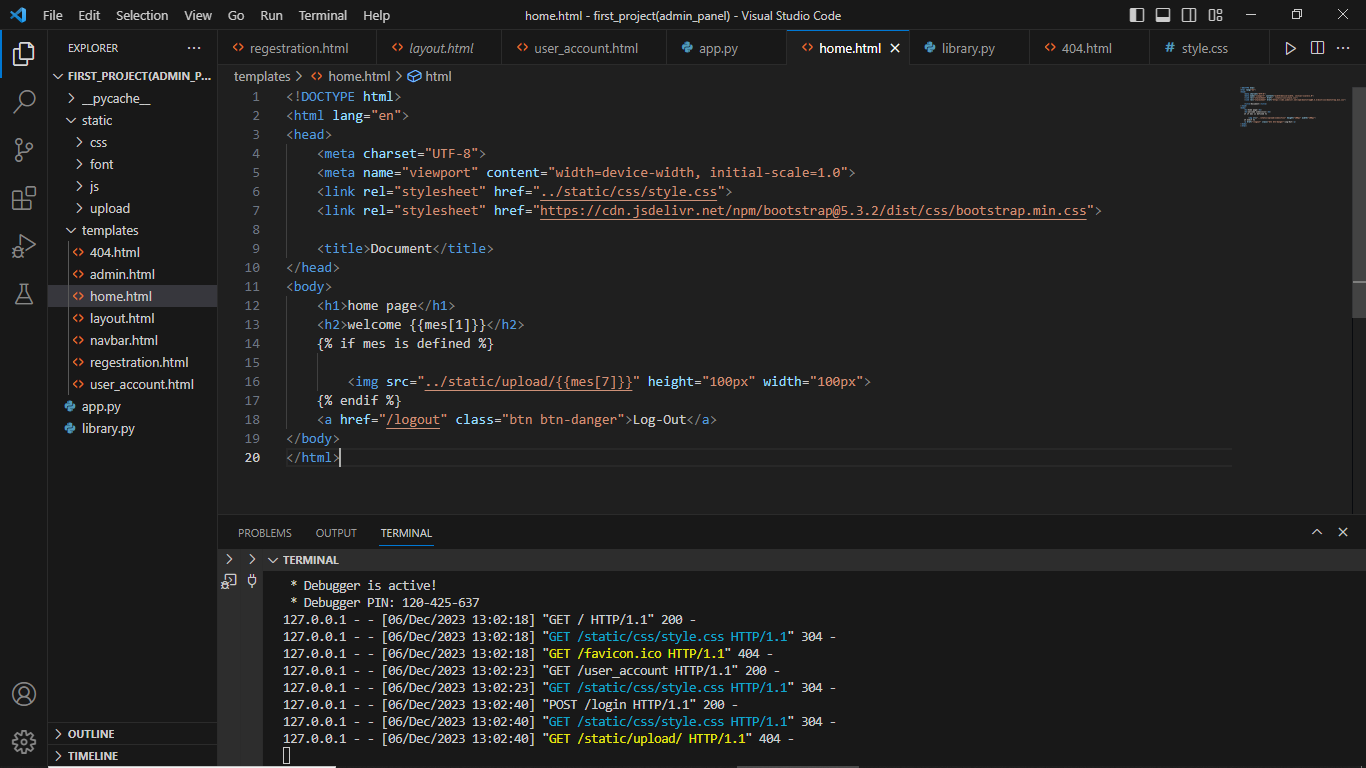 File Edit Selection View Go Run Terminal Help
home.html - first_project(admin_panel) - Visual Studio Code
EXPLORER
FIRST_PROJECT(ADMIN_P...
__pycache__
static
css
font
js
upload
templates
404.html
admin.html
home.html
layout.html
navbar.html
regestration.html
user_account.html
app.py
library.py
OUTLINE
TIMELINE
regestration.html layout.html user_account.html app.py home.html library.py 404.html style.css
templates > home.html > html
1 <!DOCTYPE html>
2 <html lang="en">
3 <head>
4 <meta charset="UTF-8">
5 <meta name="viewport" content="width=device-width, initial-scale=1.0">
6 <link rel="stylesheet" href="../static/css/style.css">
7 <link rel="stylesheet" href="https://cdn.jsdelivr.net/npm/bootstrap@5.3.2/dist/css/bootstrap.min.css">
8
9 <title>Document</title>
10 </head>
11 <body>
12 <h1>home page</h1>
13 <h2>welcome {{mes[1]}}</h2>
14 {% if mes is defined %}
15
16 <img src="../static/upload/{{mes[7]}}" height="100px" width="100px">
17 {% endif %}
18 <a href="/logout" class="btn btn-danger">Log-Out</a>
19 </body>
20 </html>
PROBLEMS OUTPUT TERMINAL
TERMINAL
* Debugger is active!
* Debugger PIN: 120-425-637
127.0.0.1 - - [06/Dec/2023 13:02:18] "GET / HTTP/1.1" 200 -
127.0.0.1 - - [06/Dec/2023 13:02:18] "GET /static/css/style.css HTTP/1.1" 304 -
127.0.0.1 - - [06/Dec/2023 13:02:18] "GET /favicon.ico HTTP/1.1" 404 -
127.0.0.1 - - [06/Dec/2023 13:02:23] "GET /user_account HTTP/1.1" 200 -
127.0.0.1 - - [06/Dec/2023 13:02:23] "GET /static/css/style.css HTTP/1.1" 304 -
127.0.0.1 - - [06/Dec/2023 13:02:40] "POST /login HTTP/1.1" 200 -
127.0.0.1 - - [06/Dec/2023 13:02:40] "GET /static/css/style.css HTTP/1.1" 304 -
127.0.0.1 - - [06/Dec/2023 13:02:40] "GET /static/upload/ HTTP/1.1" 404 -